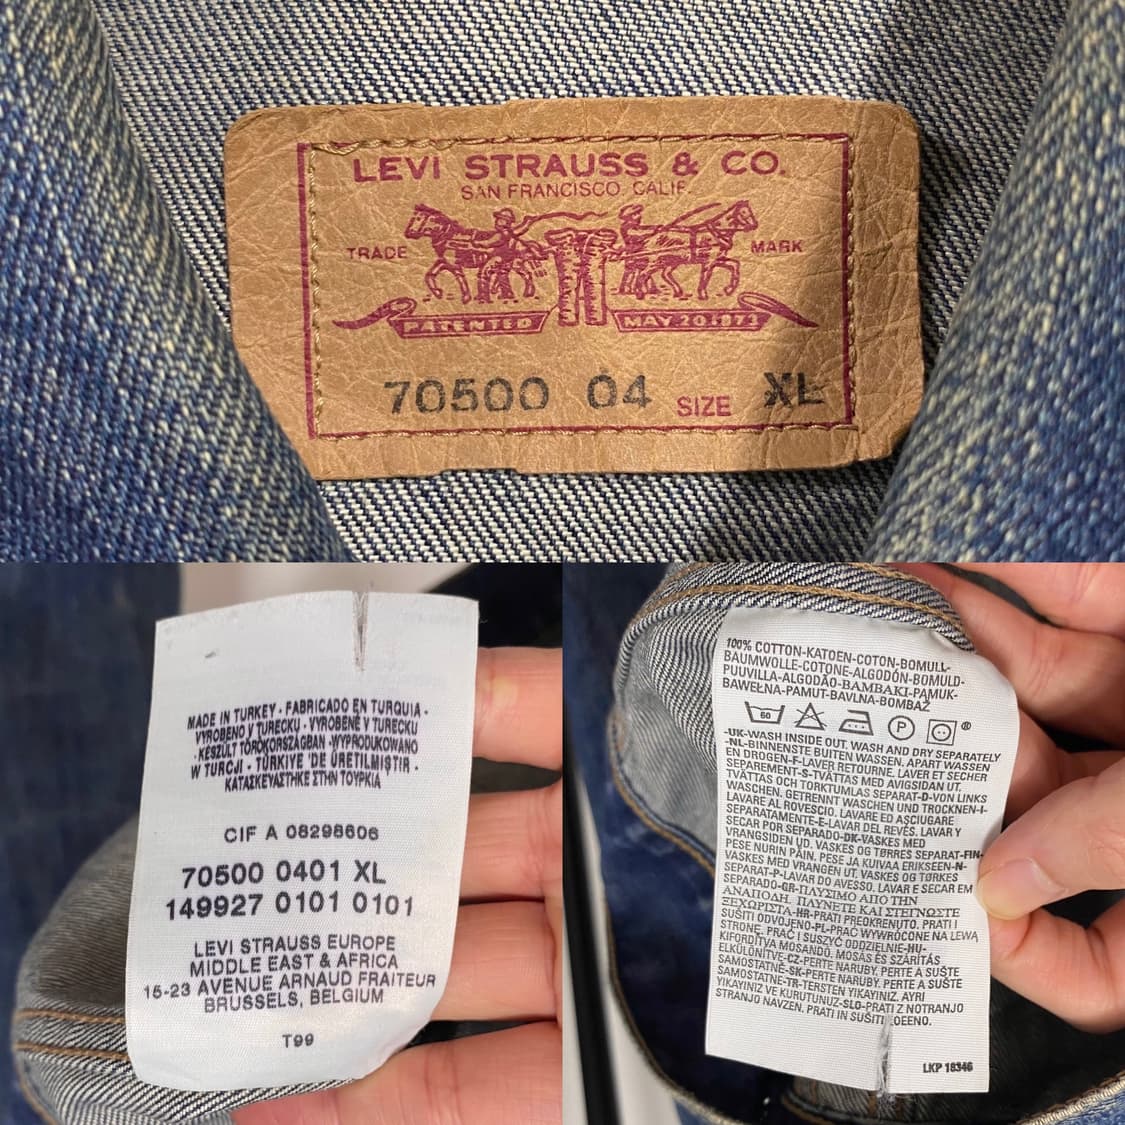 LEVI STRAUSS & CO.
SAN FRANCISCO, CALIF.
TRADE MARK
PATENTED MAY 20 1873
70500 04 SIZE XL
MADE IN TURKEY - FABRICADO EN TURQUIA -
VYROBENO V TURECKU - VYROBENÉ V TURECKU
- KÉSZÜLT TÖRÖKORSZÁGBAN - WYPRODUKOWANO
W TURCJI - TÜRKIYE 'DE ÜRETILMIŞTIR -
ΚΑΤΑΣΚΕΥΑΣΤΗΚΕ ΣΤΗΝ ΤΟΥΡΚΙΑ
CIF A 08298606
70500 0401 XL
149927 0101 0101
LEVI STRAUSS EUROPE
MIDDLE EAST & AFRICA
15-23 AVENUE ARNAUD FRAITEUR
BRUSSELS, BELGIUM
T99
100% COTTON-KATOEN-COTON-BOMULL-
BAUMWOLLE-COTONE-ALGODÓN-BOMULD-
PUUVILLA-ALGODÃO-ΒΑΜΒΑΚΙ-PAMUK-
BAWEŁNA-PAMUT-BAVLNA-BOMBAŽ
60 P ®
-UK-WASH INSIDE OUT. WASH AND DRY SEPARATELY
-NL-BINNENSTE BUITEN WASSEN. APART WASSEN
EN DROGEN-F-LAVER RETOURNE. LAVER ET SECHER
SEPAREMENT-S-TVÄTTAS MED AVIGSIDAN UT.
TVÄTTAS OCH TORKTUMLAS SEPARAT-D-VON LINKS
WASCHEN. GETRENNT WASCHEN UND TROCKNEN-I-
LAVARE AL ROVESCIO. LAVARE ED ASCIUGARE
SEPARATAMENTE-E-LAVAR DEL REVÉS. LAVAR Y
SECAR POR SEPARADO-DK-VASKES MED
VRANGSIDEN UD. VASKES OG TØRRES SEPARAT-FIN-
PESE NURIN PÄIN. PESE JA KUIVAA ERIKSEEN-N-
VASKES MED VRANGEN UT. VASKES OG TØRKES
SEPARAT-P-LAVAR DO AVESSO. LAVAR E SECAR EM
SEPARADO-GR-ΠΛΥΣΙΜΟ ΑΠΟ ΤΗΝ
ΑΝΑΠΟΔΗ. ΠΛΥΝΕΤΕ ΚΑΙ ΣΤΕΓΝΩΣΤΕ
ΞΕΧΩΡΙΣΤΑ-HR-PRATI PREOKRENUTO. PRATI I
SUŠITI ODVOJENO-PL-PRAĆ WYWRÓCONE NA LEWĄ
STRONĘ. PRAĆ I SUSZYĆ ODDZIELNIE-HU-
KIFORDÍTVA MOSANDÓ. MOSÁS ÉS SZÁRÍTÁS
ELKÜLÖNÍTVE-CZ-PERTE NARUBY. PERTE A SUŠTE
SAMOSTATNĚ-SK-PERTE NARUBY. PERTE A SUŠTE
SAMOSTATNE-TR-TERSTEN YIKAYINIZ. AYRI
YIKAYINIZ VE KURUTUNUZ-SLO-PRATI Z NOTRANJO
STRANJO NAVZEN. PRATI IN SUŠITI LOEENO.
LKP 18346